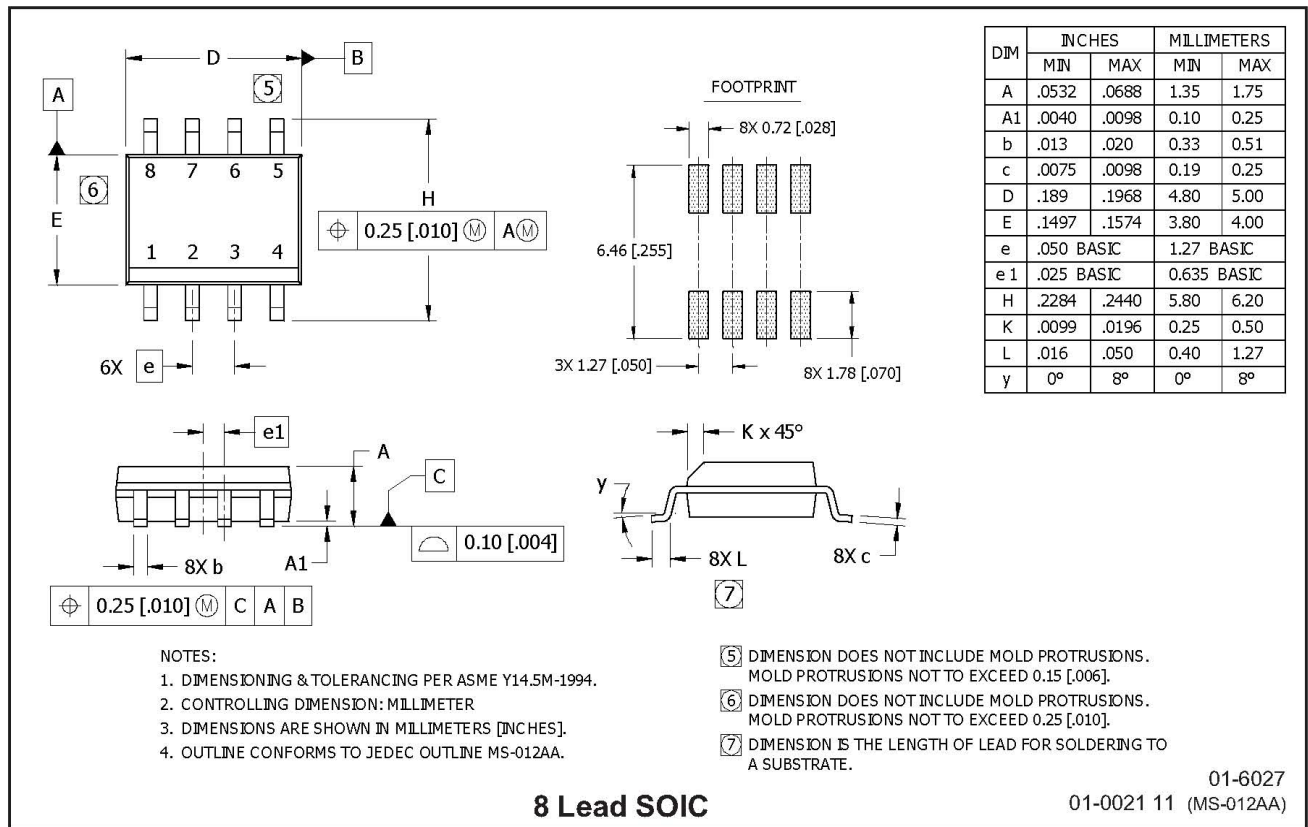 D
B
5
A
8 7 6 5
6
E
H
⌖ 0.25 [.010] Ⓜ A Ⓜ
1 2 3 4
6X e
FOOTPRINT
8X 0.72 [.028]
6.46 [.255]
3X 1.27 [.050]
8X 1.78 [.070]
DIM INCHES MILLIMETERS
MIN MAX MIN MAX
A .0532 .0688 1.35 1.75
A1 .0040 .0098 0.10 0.25
b .013 .020 0.33 0.51
c .0075 .0098 0.19 0.25
D .189 .1968 4.80 5.00
E .1497 .1574 3.80 4.00
e .050 BASIC 1.27 BASIC
e 1 .025 BASIC 0.635 BASIC
H .2284 .2440 5.80 6.20
K .0099 .0196 0.25 0.50
L .016 .050 0.40 1.27
y 0° 8° 0° 8°
e1
A
C
0.10 [.004]
A1
8X b
⌖ 0.25 [.010] Ⓜ C A B
K x 45°
y
8X L
7
8X c
NOTES:
1. DIMENSIONING & TOLERANCING PER ASME Y14.5M-1994.
2. CONTROLLING DIMENSION: MILLIMETER
3. DIMENSIONS ARE SHOWN IN MILLIMETERS [INCHES].
4. OUTLINE CONFORMS TO JEDEC OUTLINE MS-012AA.
5 DIMENSION DOES NOT INCLUDE MOLD PROTRUSIONS.
MOLD PROTRUSIONS NOT TO EXCEED 0.15 [.006].
6 DIMENSION DOES NOT INCLUDE MOLD PROTRUSIONS.
MOLD PROTRUSIONS NOT TO EXCEED 0.25 [.010].
7 DIMENSION IS THE LENGTH OF LEAD FOR SOLDERING TO
A SUBSTRATE.
8 Lead SOIC
01-6027
01-0021 11 (MS-012AA)